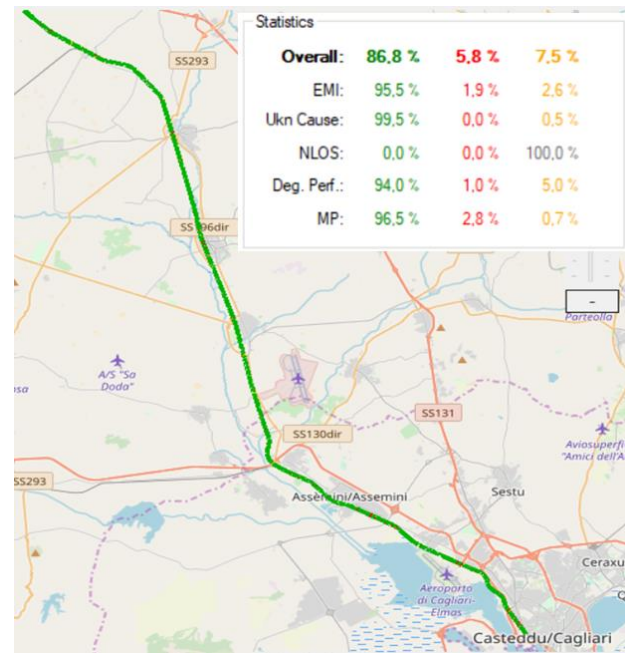 Statistics
Overall: 86,8 % 5,8 % 7,5 %
EMI: 95,5 % 1,9 % 2,6 %
Ukn Cause: 99,5 % 0,0 % 0,5 %
NLOS: 0,0 % 0,0 % 100,0 %
Deg. Perf.: 94,0 % 1,0 % 5,0 %
MP: 96,5 % 2,8 % 0,7 %
SS293
-
Parteolla
A/S "Sa
Doda"
SS131
SS130dir
Aviosuperfi
"Amici dell'A
SS293
Assèmini/Assemini
Sestu
Ceraxu
Aeroporto
di Cagliari-
Elmas
Casteddu/Cagliari